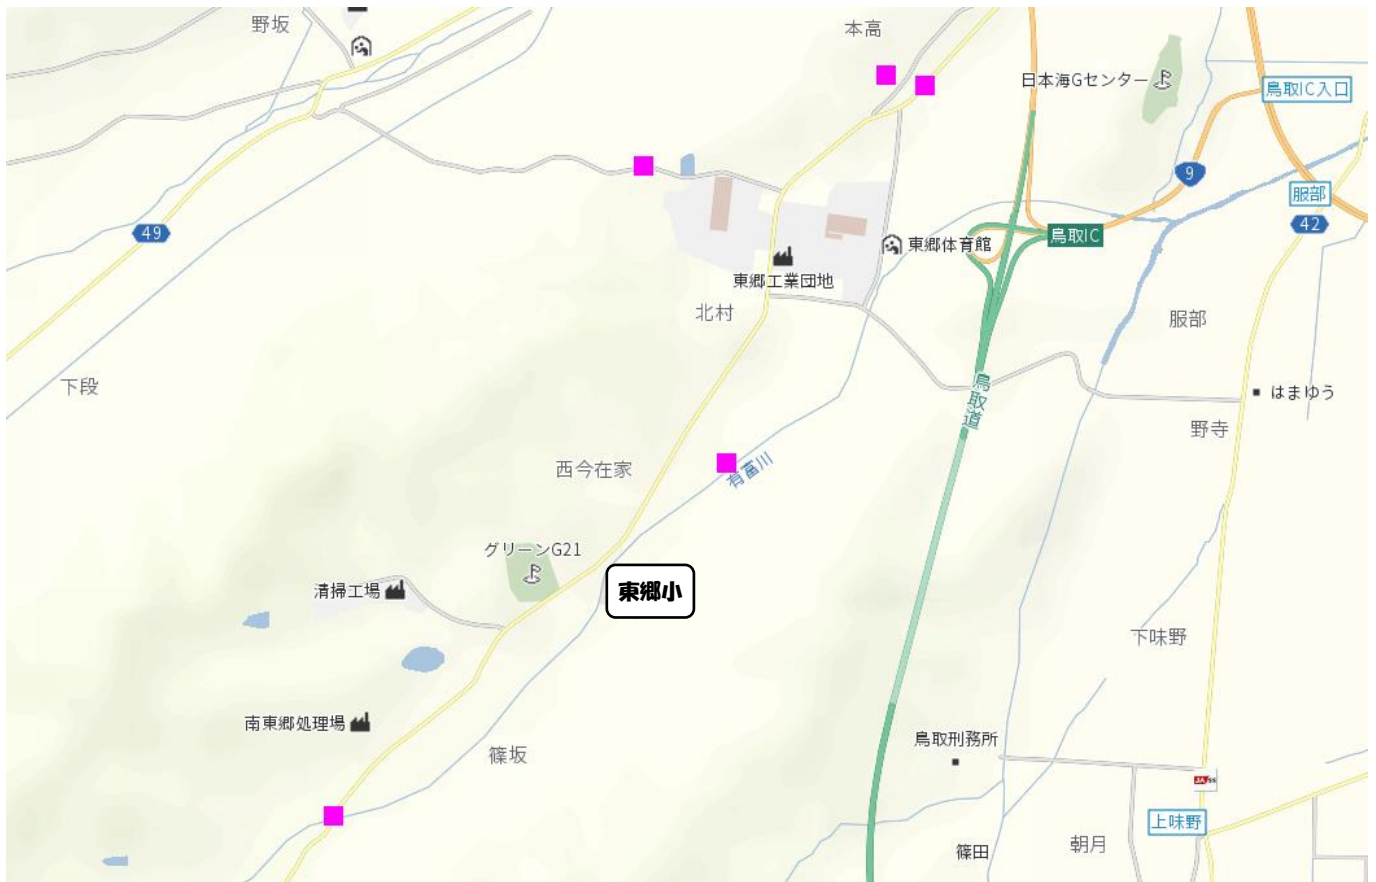 野坂
本高
日本海Gセンター
鳥取IC入口
9
服部
49
42
東郷体育館
鳥取IC
東郷工業団地
北村
服部
下段
鳥取道
はまゆう
野寺
西今在家
有富川
グリーンG21
清掃工場
東郷小
下味野
南東郷処理場
篠坂
鳥取刑務所
JA-SS
上味野
篠田
朝月